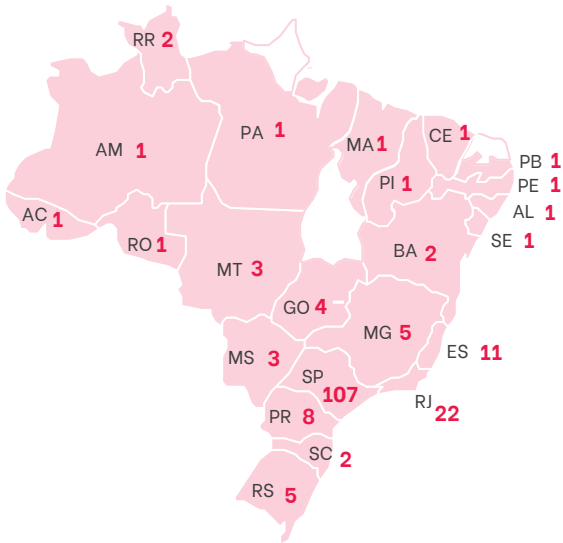 RR 2
PA 1
CE 1
MA 1
AM 1
PB 1
PI 1
PE 1
AC 1
AL 1
RO 1
SE 1
BA 2
MT 3
GO 4
MG 5
ES 11
MS 3
SP
107
RJ
22
PR 8
SC 2
RS 5